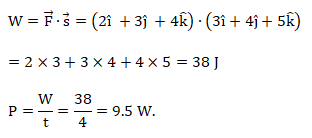 W = F⃗·s⃗ = (2î + 3ĵ + 4k̂)·(3î + 4ĵ + 5k̂)
= 2 × 3 + 3 × 4 + 4 × 5 = 38 J
P = W/t = 38/4 = 9.5 W.